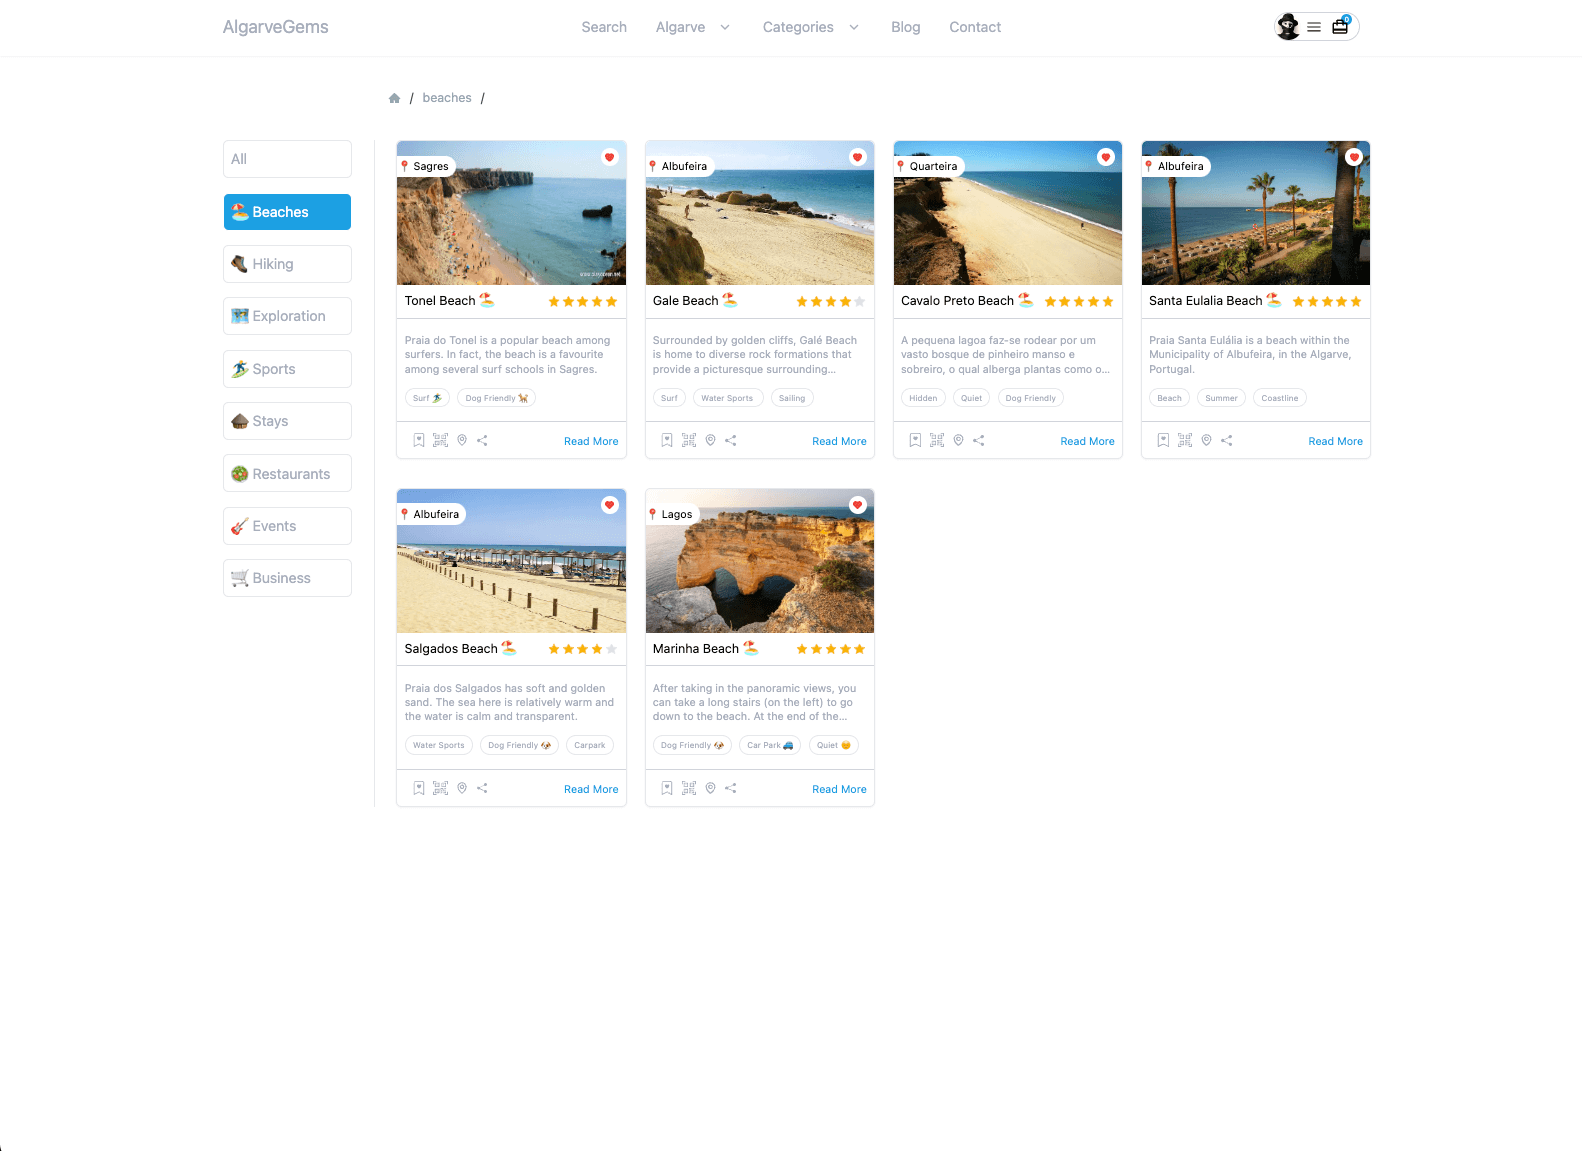 AlgarveGems
Search Algarve Categories Blog Contact
0
/ beaches /
All
Beaches
Hiking
Exploration
Sports
Stays
Restaurants
Events
Business
Sagres
Tonel Beach
Praia do Tonel is a popular beach among
surfers. In fact, the beach is a favourite
among several surf schools in Sagres.
Surf Dog Friendly
Read More
Albufeira
Gale Beach
Surrounded by golden cliffs, Galé Beach
is home to diverse rock formations that
provide a picturesque surrounding...
Surf Water Sports Sailing
Read More
Quarteira
Cavalo Preto Beach
A pequena lagoa faz-se rodear por um
vasto bosque de pinheiro manso e
sobreiro, o qual alberga plantas como o...
Hidden Quiet Dog Friendly
Read More
Albufeira
Santa Eulalia Beach
Praia Santa Eulália is a beach within the
Municipality of Albufeira, in the Algarve,
Portugal.
Beach Summer Coastline
Read More
Albufeira
Salgados Beach
Praia dos Salgados has soft and golden
sand. The sea here is relatively warm and
the water is calm and transparent.
Water Sports Dog Friendly Carpark
Read More
Lagos
Marinha Beach
After taking in the panoramic views, you
can take a long stairs (on the left) to go
down to the beach. At the end of the...
Dog Friendly Car Park Quiet
Read More